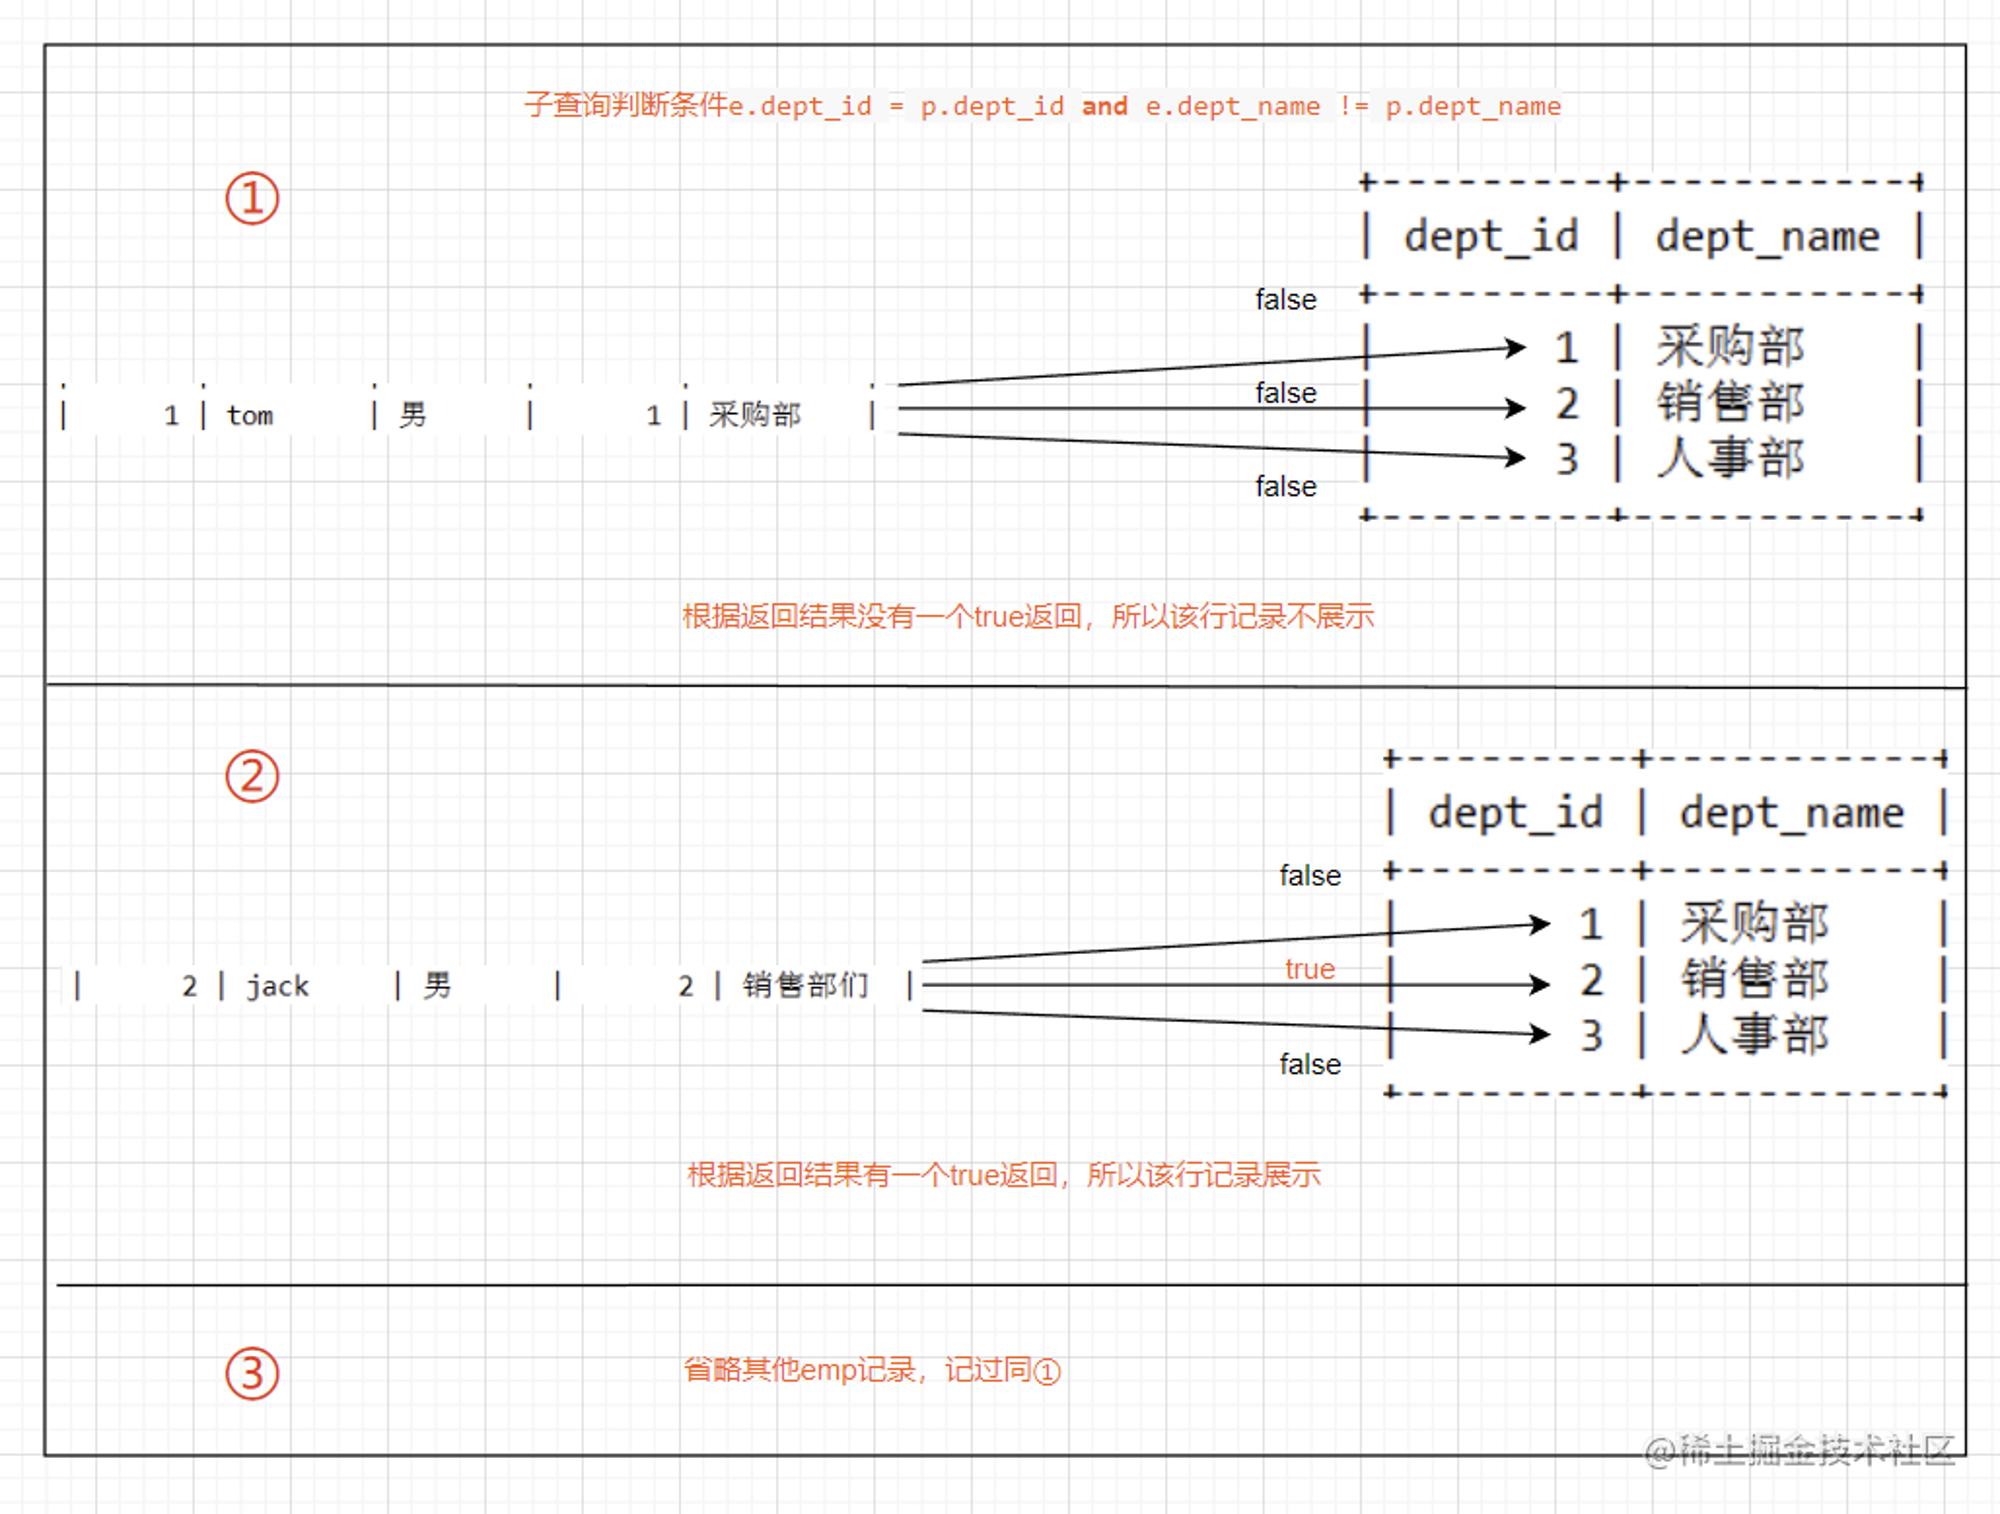 子查询判断条件e.dept_id = p.dept_id and e.dept_name != p.dept_name
①
+---------+-----------+
| dept_id | dept_name |
false +---------+-----------+
| 1 | 采购部 |
| 1 | tom | 男 | 1 | 采购部 | false | 2 | 销售部 |
| 3 | 人事部 |
false
+---------+-----------+
根据返回结果没有一个true返回，所以该行记录不展示
②
+---------+-----------+
| dept_id | dept_name |
false +---------+-----------+
| 1 | 采购部 |
| 2 | jack | 男 | 2 | 销售部们 | true | 2 | 销售部 |
| 3 | 人事部 |
false
+---------+-----------+
根据返回结果有一个true返回，所以该行记录展示
③ 省略其他emp记录，记过同①
@稀土掘金技术社区